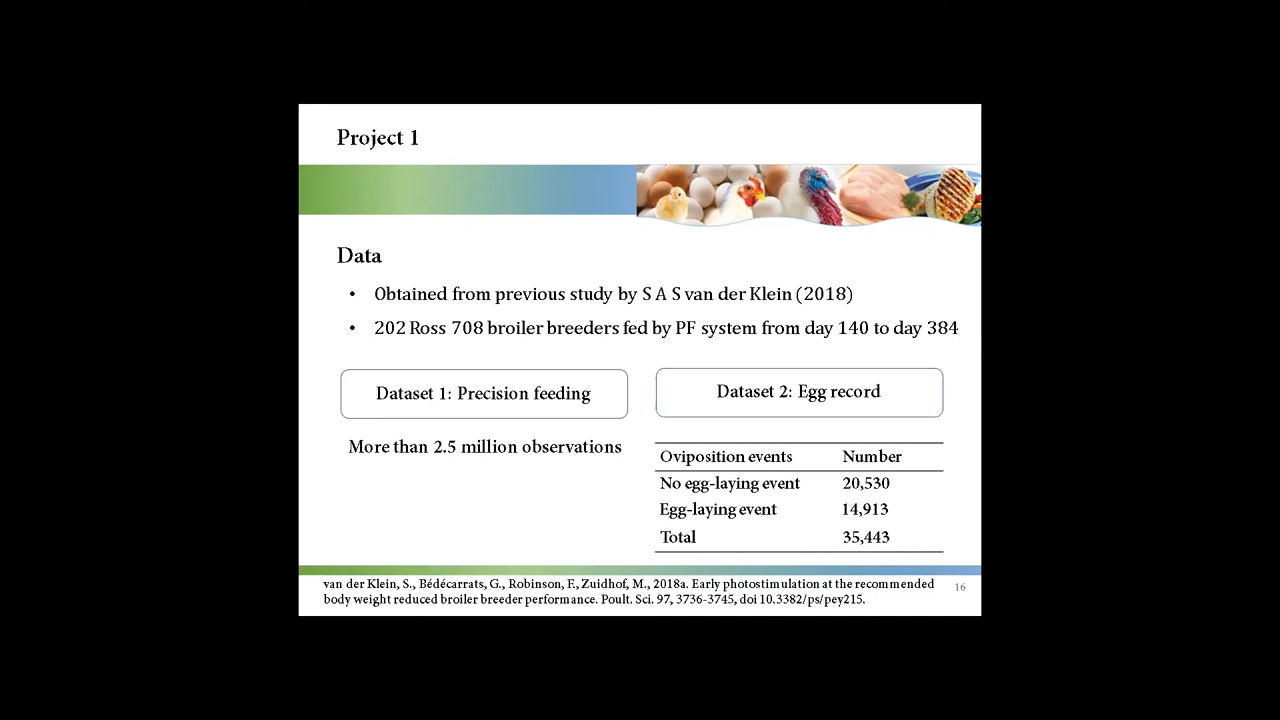 Project 1
Data
• Obtained from previous study by S A S van der Klein (2018)
• 202 Ross 708 broiler breeders fed by PF system from day 140 to day 384
Dataset 1: Precision feeding
More than 2.5 million observations
Dataset 2: Egg record
Oviposition events Number
No egg-laying event 20,530
Egg-laying event 14,913
Total 35,443
van der Klein, S., Bédécarrats, G., Robinson, F., Zuidhof, M., 2018a. Early photostimulation at the recommended
body weight reduced broiler breeder performance. Poult. Sci. 97, 3736-3745, doi 10.3382/ps/pey215.
16